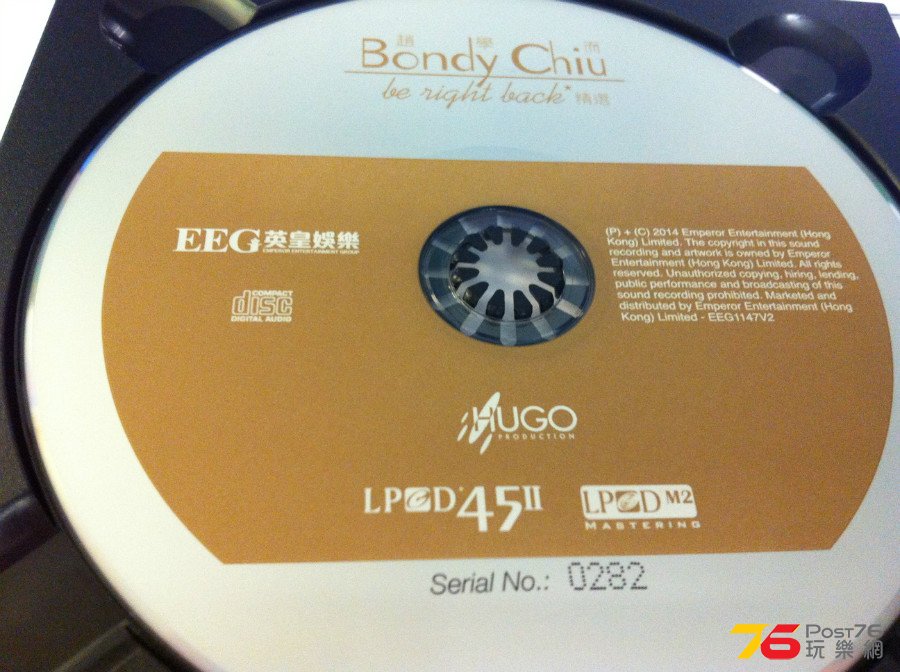 趙學而
Bondy Chiu
be right back* 精選
EEG英皇娛樂
EMPEROR ENTERTAINMENT GROUP
COMPACT
disc
DIGITAL AUDIO
(P) + (C) 2014 Emperor Entertainment (Hong
Kong) Limited. The copyright in this sound
recording and artwork is owned by Emperor
Entertainment (Hong Kong) Limited. All rights
reserved. Unauthorized copying, hiring, lending,
public performance and broadcasting of this
sound recording prohibited. Marketed and
distributed by Emperor Entertainment (Hong
Kong) Limited - EEG1147V2
HUGO
PRODUCTION
LPCD 45II
LPCD M2
MASTERING
Serial No.: 0282
76 POST76
玩樂網